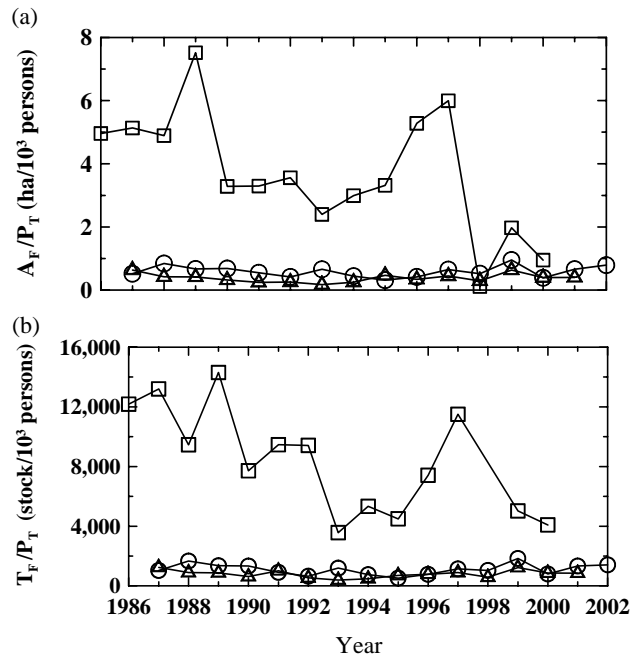 (a)
8
6
4
2
0
A_F/P_T (ha/10³ persons)
(b)
16,000
12,000
8,000
4,000
0
T_F/P_T (stock/10³ persons)
1986 1988 1990 1992 1994 1996 1998 2000 2002
Year